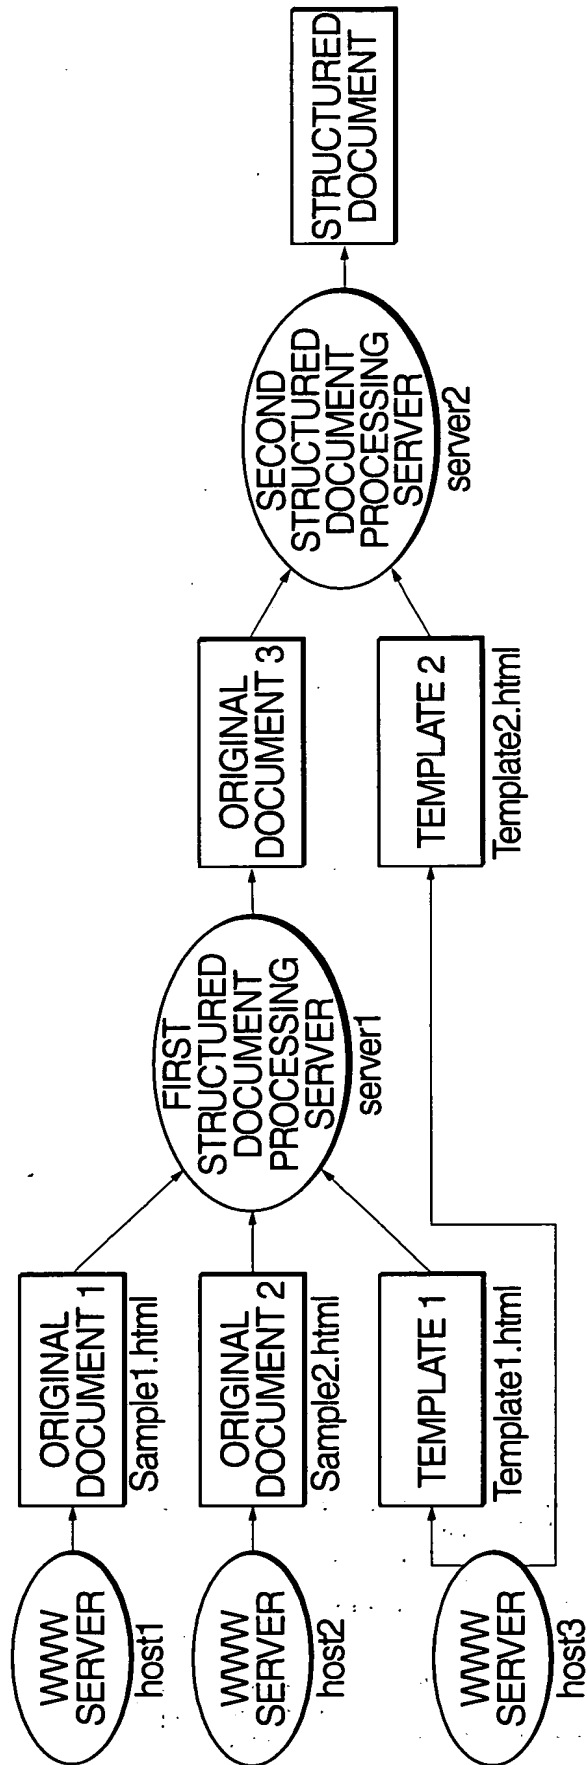 WWW
SERVER
host1
ORIGINAL
DOCUMENT 1
Sample1.html
WWW
SERVER
host2
ORIGINAL
DOCUMENT 2
Sample2.html
WWW
SERVER
host3
TEMPLATE 1
Template1.html
FIRST
STRUCTURED
DOCUMENT
PROCESSING
SERVER
server1
ORIGINAL
DOCUMENT 3
TEMPLATE 2
Template2.html
SECOND
STRUCTURED
DOCUMENT
PROCESSING
SERVER
server2
STRUCTURED
DOCUMENT